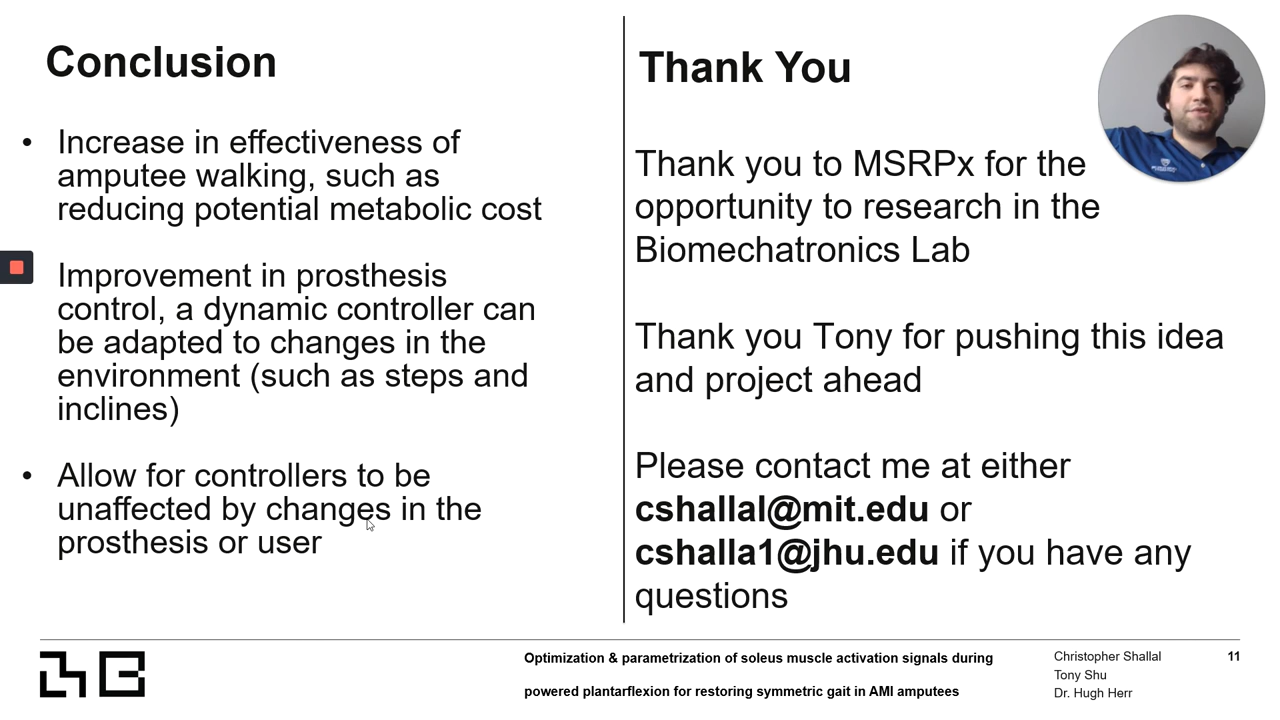 Conclusion
• Increase in effectiveness of
amputee walking, such as
reducing potential metabolic cost
Improvement in prosthesis
control, a dynamic controller can
be adapted to changes in the
environment (such as steps and
inclines)
• Allow for controllers to be
unaffected by changes in the
prosthesis or user
Thank You
Thank you to MSRPx for the
opportunity to research in the
Biomechatronics Lab
Thank you Tony for pushing this idea
and project ahead
Please contact me at either
cshallal@mit.edu or
cshalla1@jhu.edu if you have any
questions
Optimization & parametrization of soleus muscle activation signals during
powered plantarflexion for restoring symmetric gait in AMI amputees
Christopher Shallal
Tony Shu
Dr. Hugh Herr
11